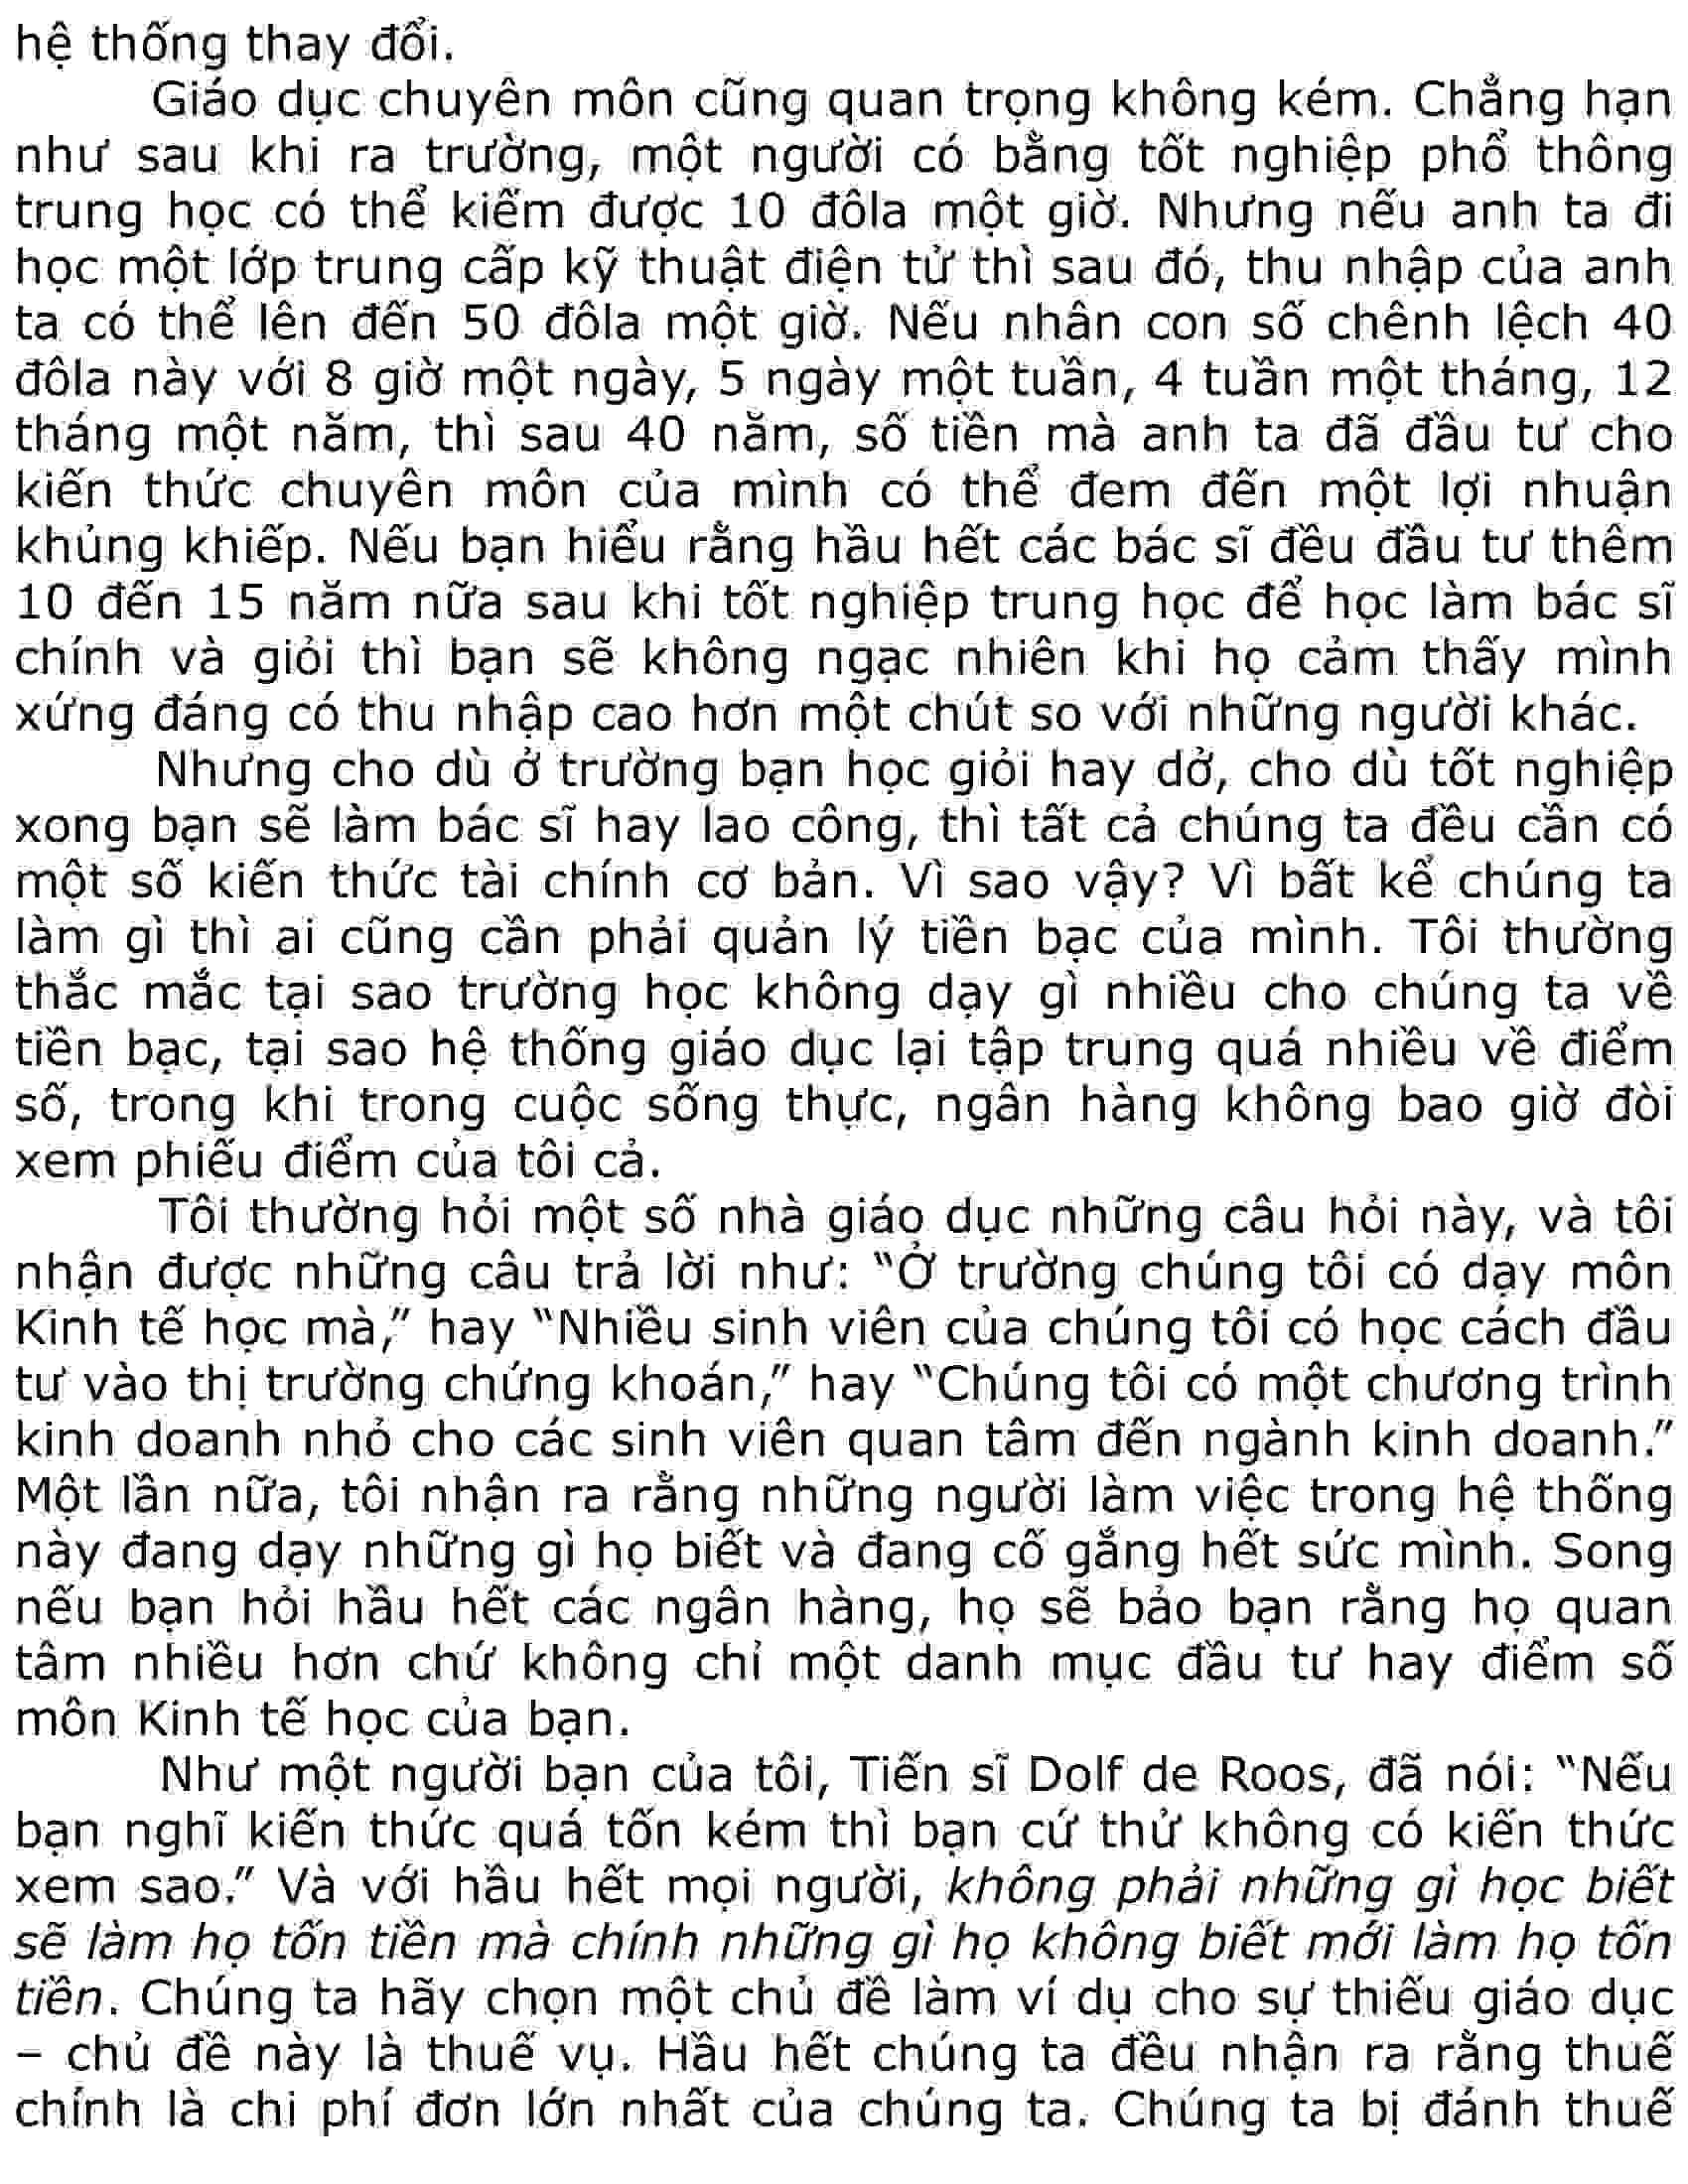 hệ thống thay đổi.
Giáo dục chuyên môn cũng quan trọng không kém. Chẳng hạn
như sau khi ra trường, một người có bằng tốt nghiệp phổ thông
trung học có thể kiếm được 10 đôla một giờ. Nhưng nếu anh ta đi
học một lớp trung cấp kỹ thuật điện tử thì sau đó, thu nhập của anh
ta có thể lên đến 50 đôla một giờ. Nếu nhân con số chênh lệch 40
đôla này với 8 giờ một ngày, 5 ngày một tuần, 4 tuần một tháng, 12
tháng một năm, thì sau 40 năm, số tiền mà anh ta đã đầu tư cho
kiến thức chuyên môn của mình có thể đem đến một lợi nhuận
khủng khiếp. Nếu bạn hiểu rằng hầu hết các bác sĩ đều đầu tư thêm
10 đến 15 năm nữa sau khi tốt nghiệp trung học để học làm bác sĩ
chính và giỏi thì bạn sẽ không ngạc nhiên khi họ cảm thấy mình
xứng đáng có thu nhập cao hơn một chút so với những người khác.
Nhưng cho dù ở trường bạn học giỏi hay dở, cho dù tốt nghiệp
xong bạn sẽ làm bác sĩ hay lao công, thì tất cả chúng ta đều cần có
một số kiến thức tài chính cơ bản. Vì sao vậy? Vì bất kể chúng ta
làm gì thì ai cũng cần phải quản lý tiền bạc của mình. Tôi thường
thắc mắc tại sao trường học không dạy gì nhiều cho chúng ta về
tiền bạc, tại sao hệ thống giáo dục lại tập trung quá nhiều về điểm
số, trong khi trong cuộc sống thực, ngân hàng không bao giờ đòi
xem phiếu điểm của tôi cả.
Tôi thường hỏi một số nhà giáo dục những câu hỏi này, và tôi
nhận được những câu trả lời như: “Ở trường chúng tôi có dạy môn
Kinh tế học mà,” hay “Nhiều sinh viên của chúng tôi có học cách đầu
tư vào thị trường chứng khoán,” hay “Chúng tôi có một chương trình
kinh doanh nhỏ cho các sinh viên quan tâm đến ngành kinh doanh.”
Một lần nữa, tôi nhận ra rằng những người làm việc trong hệ thống
này đang dạy những gì họ biết và đang cố gắng hết sức mình. Song
nếu bạn hỏi hầu hết các ngân hàng, họ sẽ bảo bạn rằng họ quan
tâm nhiều hơn chứ không chỉ một danh mục đầu tư hay điểm số
môn Kinh tế học của bạn.
Như một người bạn của tôi, Tiến sĩ Dolf de Roos, đã nói: “Nếu
bạn nghĩ kiến thức quá tốn kém thì bạn cứ thử không có kiến thức
xem sao.” Và với hầu hết mọi người, không phải những gì học biết
sẽ làm họ tốn tiền mà chính những gì họ không biết mới làm họ tốn
tiền. Chúng ta hãy chọn một chủ đề làm ví dụ cho sự thiếu giáo dục
– chủ đề này là thuế vụ. Hầu hết chúng ta đều nhận ra rằng thuế
chính là chi phí đơn lớn nhất của chúng ta. Chúng ta bị đánh thuế